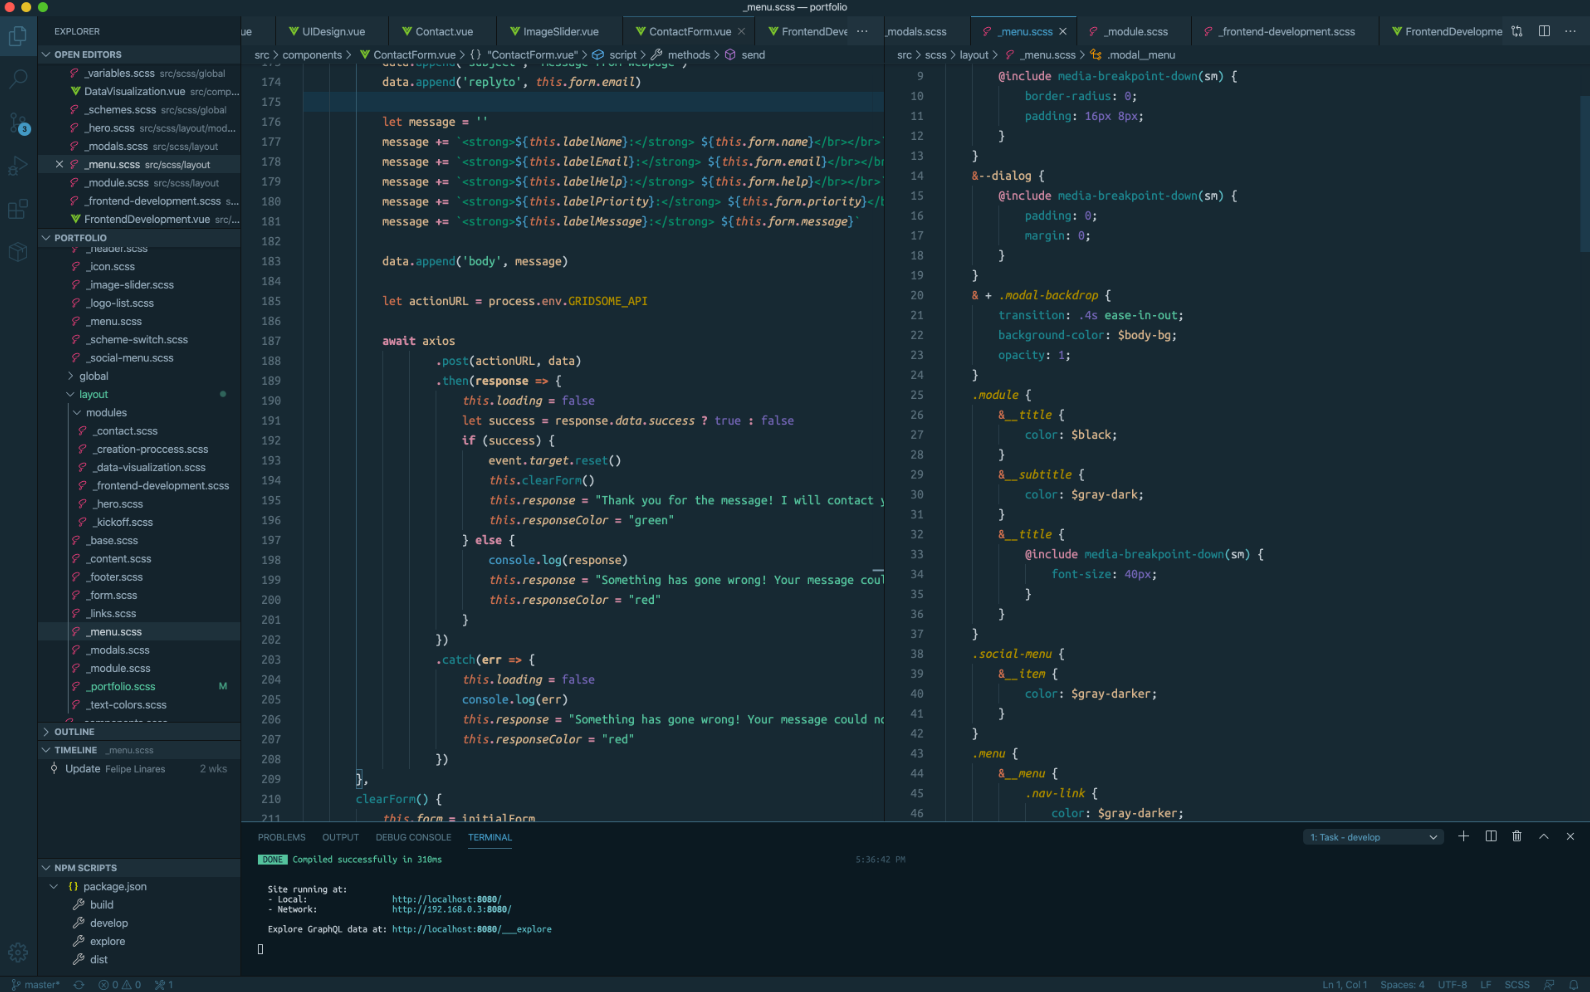 _menu.scss — portfolio
EXPLORER
OPEN EDITORS
_variables.scss src/scss/global
DataVisualization.vue src/comp...
_schemes.scss src/scss/global
_hero.scss src/scss/layout/mod...
_modals.scss src/scss/layout
_menu.scss src/scss/layout
_module.scss src/scss/layout
_frontend-development.scss s...
FrontendDevelopment.vue src/...
PORTFOLIO
_header.scss
_icon.scss
_image-slider.scss
_logo-list.scss
_menu.scss
_scheme-switch.scss
_social-menu.scss
global
layout
modules
_contact.scss
_creation-proccess.scss
_data-visualization.scss
_frontend-development.scss
_hero.scss
_kickoff.scss
_base.scss
_content.scss
_footer.scss
_form.scss
_links.scss
_menu.scss
_modals.scss
_module.scss
_portfolio.scss M
_text-colors.scss
OUTLINE
TIMELINE _menu.scss
Update Felipe Linares 2 wks
NPM SCRIPTS
package.json
build
develop
explore
dist
3
ue UIDesign.vue Contact.vue ImageSlider.vue ContactForm.vue FrontendDeve ...
src > components > ContactForm.vue > {} "ContactForm.vue" > script > methods > send
174 data.append('replyto', this.form.email)
175
176 let message = ''
177 message += `<strong>${this.labelName}:</strong> ${this.form.name}</br></br>
178 message += `<strong>${this.labelEmail}:</strong> ${this.form.email}</br></br
179 message += `<strong>${this.labelHelp}:</strong> ${this.form.help}</br></br>
180 message += `<strong>${this.labelPriority}:</strong> ${this.form.priority}</b
181 message += `<strong>${this.labelMessage}:</strong> ${this.form.message}`
182
183 data.append('body', message)
184
185 let actionURL = process.env.GRIDSOME_API
186
187 await axios
188 .post(actionURL, data)
189 .then(response => {
190 this.loading = false
191 let success = response.data.success ? true : false
192 if (success) {
193 event.target.reset()
194 this.clearForm()
195 this.response = "Thank you for the message! I will contact y
196 this.responseColor = "green"
197 } else {
198 console.log(response)
199 this.response = "Something has gone wrong! Your message coul
200 this.responseColor = "red"
201 }
202 })
203 .catch(err => {
204 this.loading = false
205 console.log(err)
206 this.response = "Something has gone wrong! Your message could no
207 this.responseColor = "red"
208 })
209 },
210 clearForm() {
211 this.form = initialForm
_modals.scss _menu.scss _module.scss _frontend-development.scss FrontendDevelopme ...
src > scss > layout > _menu.scss > .modal__menu
9 @include media-breakpoint-down(sm) {
10 border-radius: 0;
11 padding: 16px 8px;
12 }
13 }
14 &--dialog {
15 @include media-breakpoint-down(sm) {
16 padding: 0;
17 margin: 0;
18 }
19 }
20 & + .modal-backdrop {
21 transition: .4s ease-in-out;
22 background-color: $body-bg;
23 opacity: 1;
24 }
25 .module {
26 &__title {
27 color: $black;
28 }
29 &__subtitle {
30 color: $gray-dark;
31 }
32 &__title {
33 @include media-breakpoint-down(sm) {
34 font-size: 40px;
35 }
36 }
37 }
38 .social-menu {
39 &__item {
40 color: $gray-darker;
41 }
42 }
43 .menu {
44 &__menu {
45 .nav-link {
46 color: $gray-darker;
PROBLEMS OUTPUT DEBUG CONSOLE TERMINAL 1: Task - develop
DONE Compiled successfully in 310ms 5:36:42 PM
Site running at:
- Local: http://localhost:8080/
- Network: http://192.168.0.3:8080/
Explore GraphQL data at: http://localhost:8080/___explore
master* 0 0 1 Ln 1, Col 1 Spaces: 4 UTF-8 LF SCSS